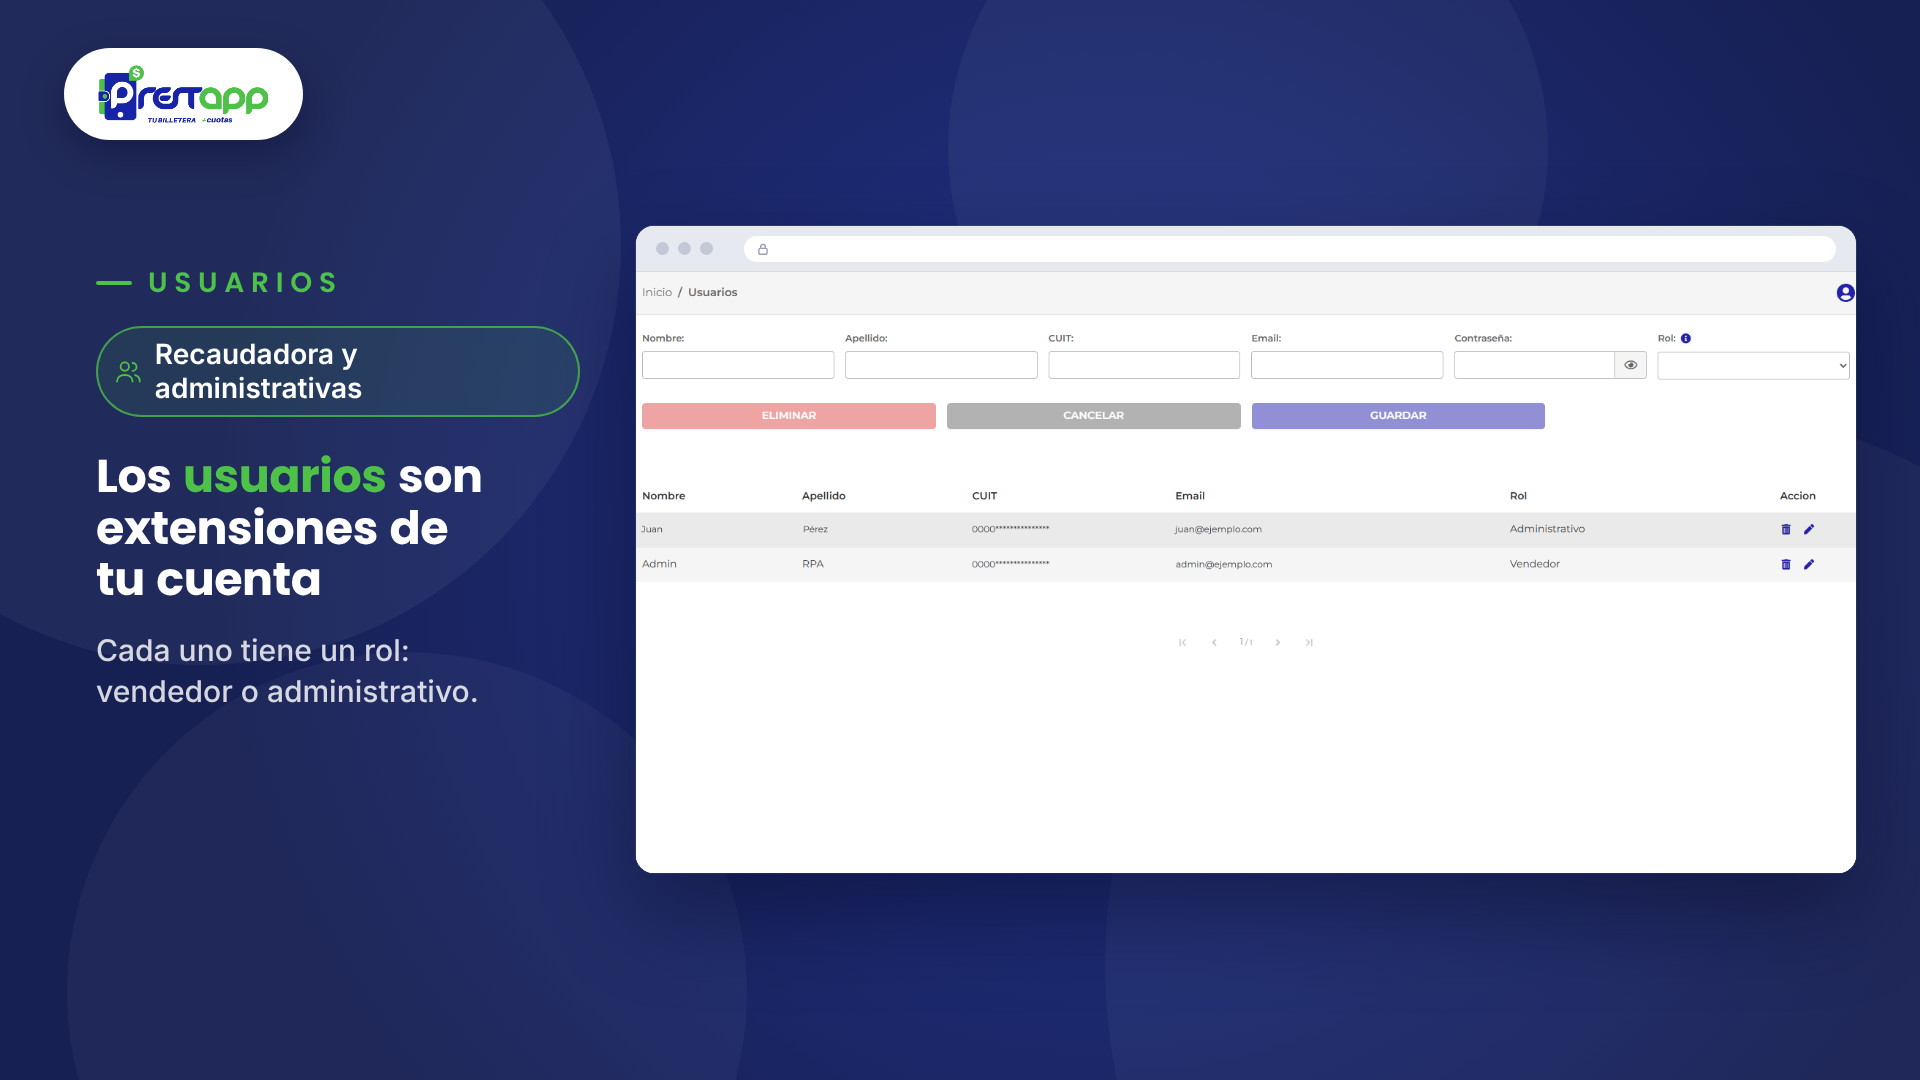 $
Prestapp
TU BILLETERA +cuotas
USUARIOS
Recaudadora y
administrativas
Los usuarios son
extensiones de
tu cuenta
Cada uno tiene un rol:
vendedor o administrativo.
Inicio / Usuarios
Nombre: Apellido: CUIT: Email: Contraseña: Rol:
ELIMINAR CANCELAR GUARDAR
Nombre Apellido CUIT Email Rol Accion
Juan Pérez 0000*************** juan@ejemplo.com Administrativo
Admin RPA 0000*************** admin@ejemplo.com Vendedor
1 / 1